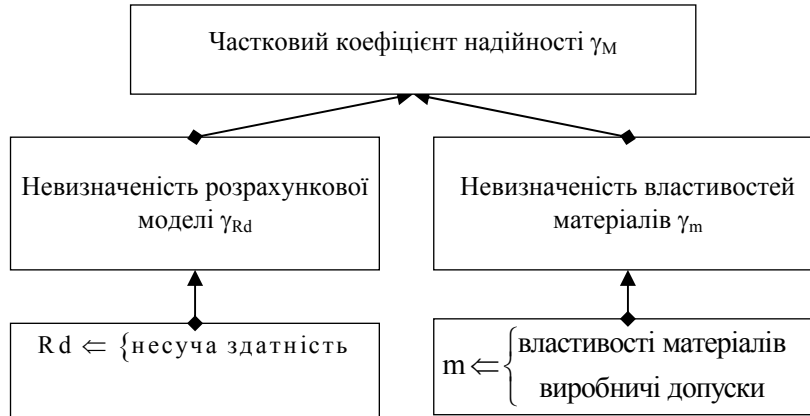 Частковий коефіцієнт надійності γM
Невизначеність розрахункової
моделі γRd
Невизначеність властивостей
матеріалів γm
Rd ⇐ {несуча здатність
m ⇐ { властивості матеріалів
виробничі допуски